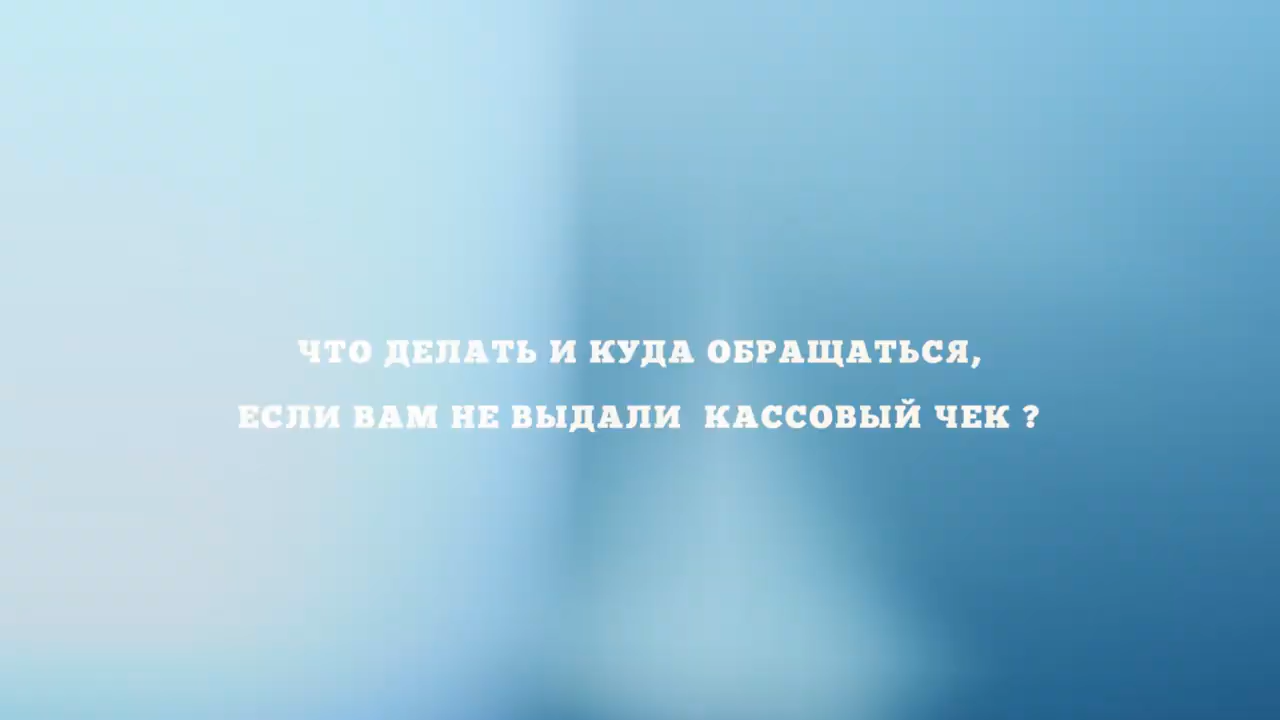 ЧТО ДЕЛАТЬ И КУДА ОБРАЩАТЬСЯ,
ЕСЛИ ВАМ НЕ ВЫДАЛИ КАССОВЫЙ ЧЕК ?